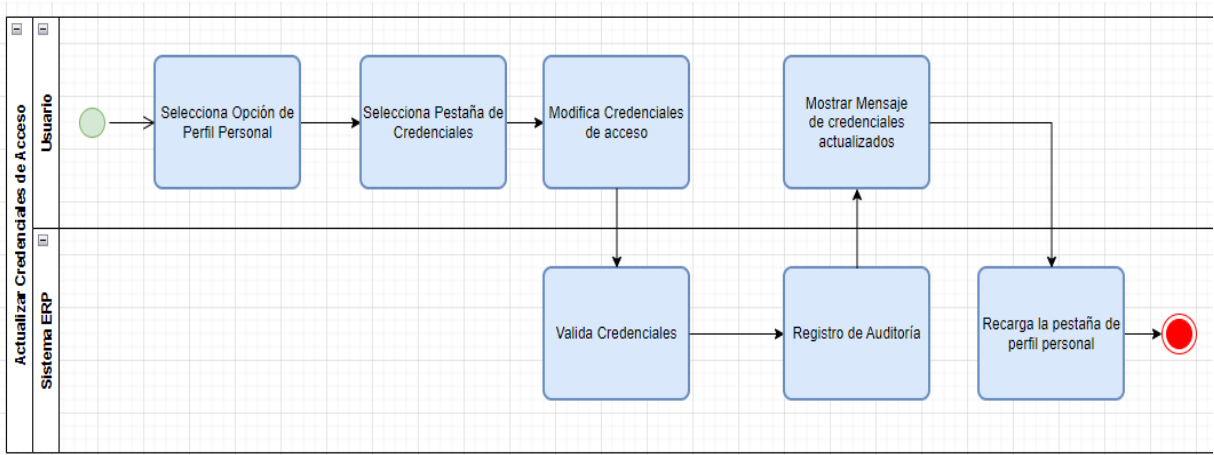 Actualizar Credenciales de Acceso
Usuario
Selecciona Opción de
Perfil Personal
Selecciona Pestaña de
Credenciales
Modifica Credenciales
de acceso
Mostrar Mensaje
de credenciales
actualizados
Sistema ERP
Valida Credenciales
Registro de Auditoría
Recarga la pestaña de
perfil personal